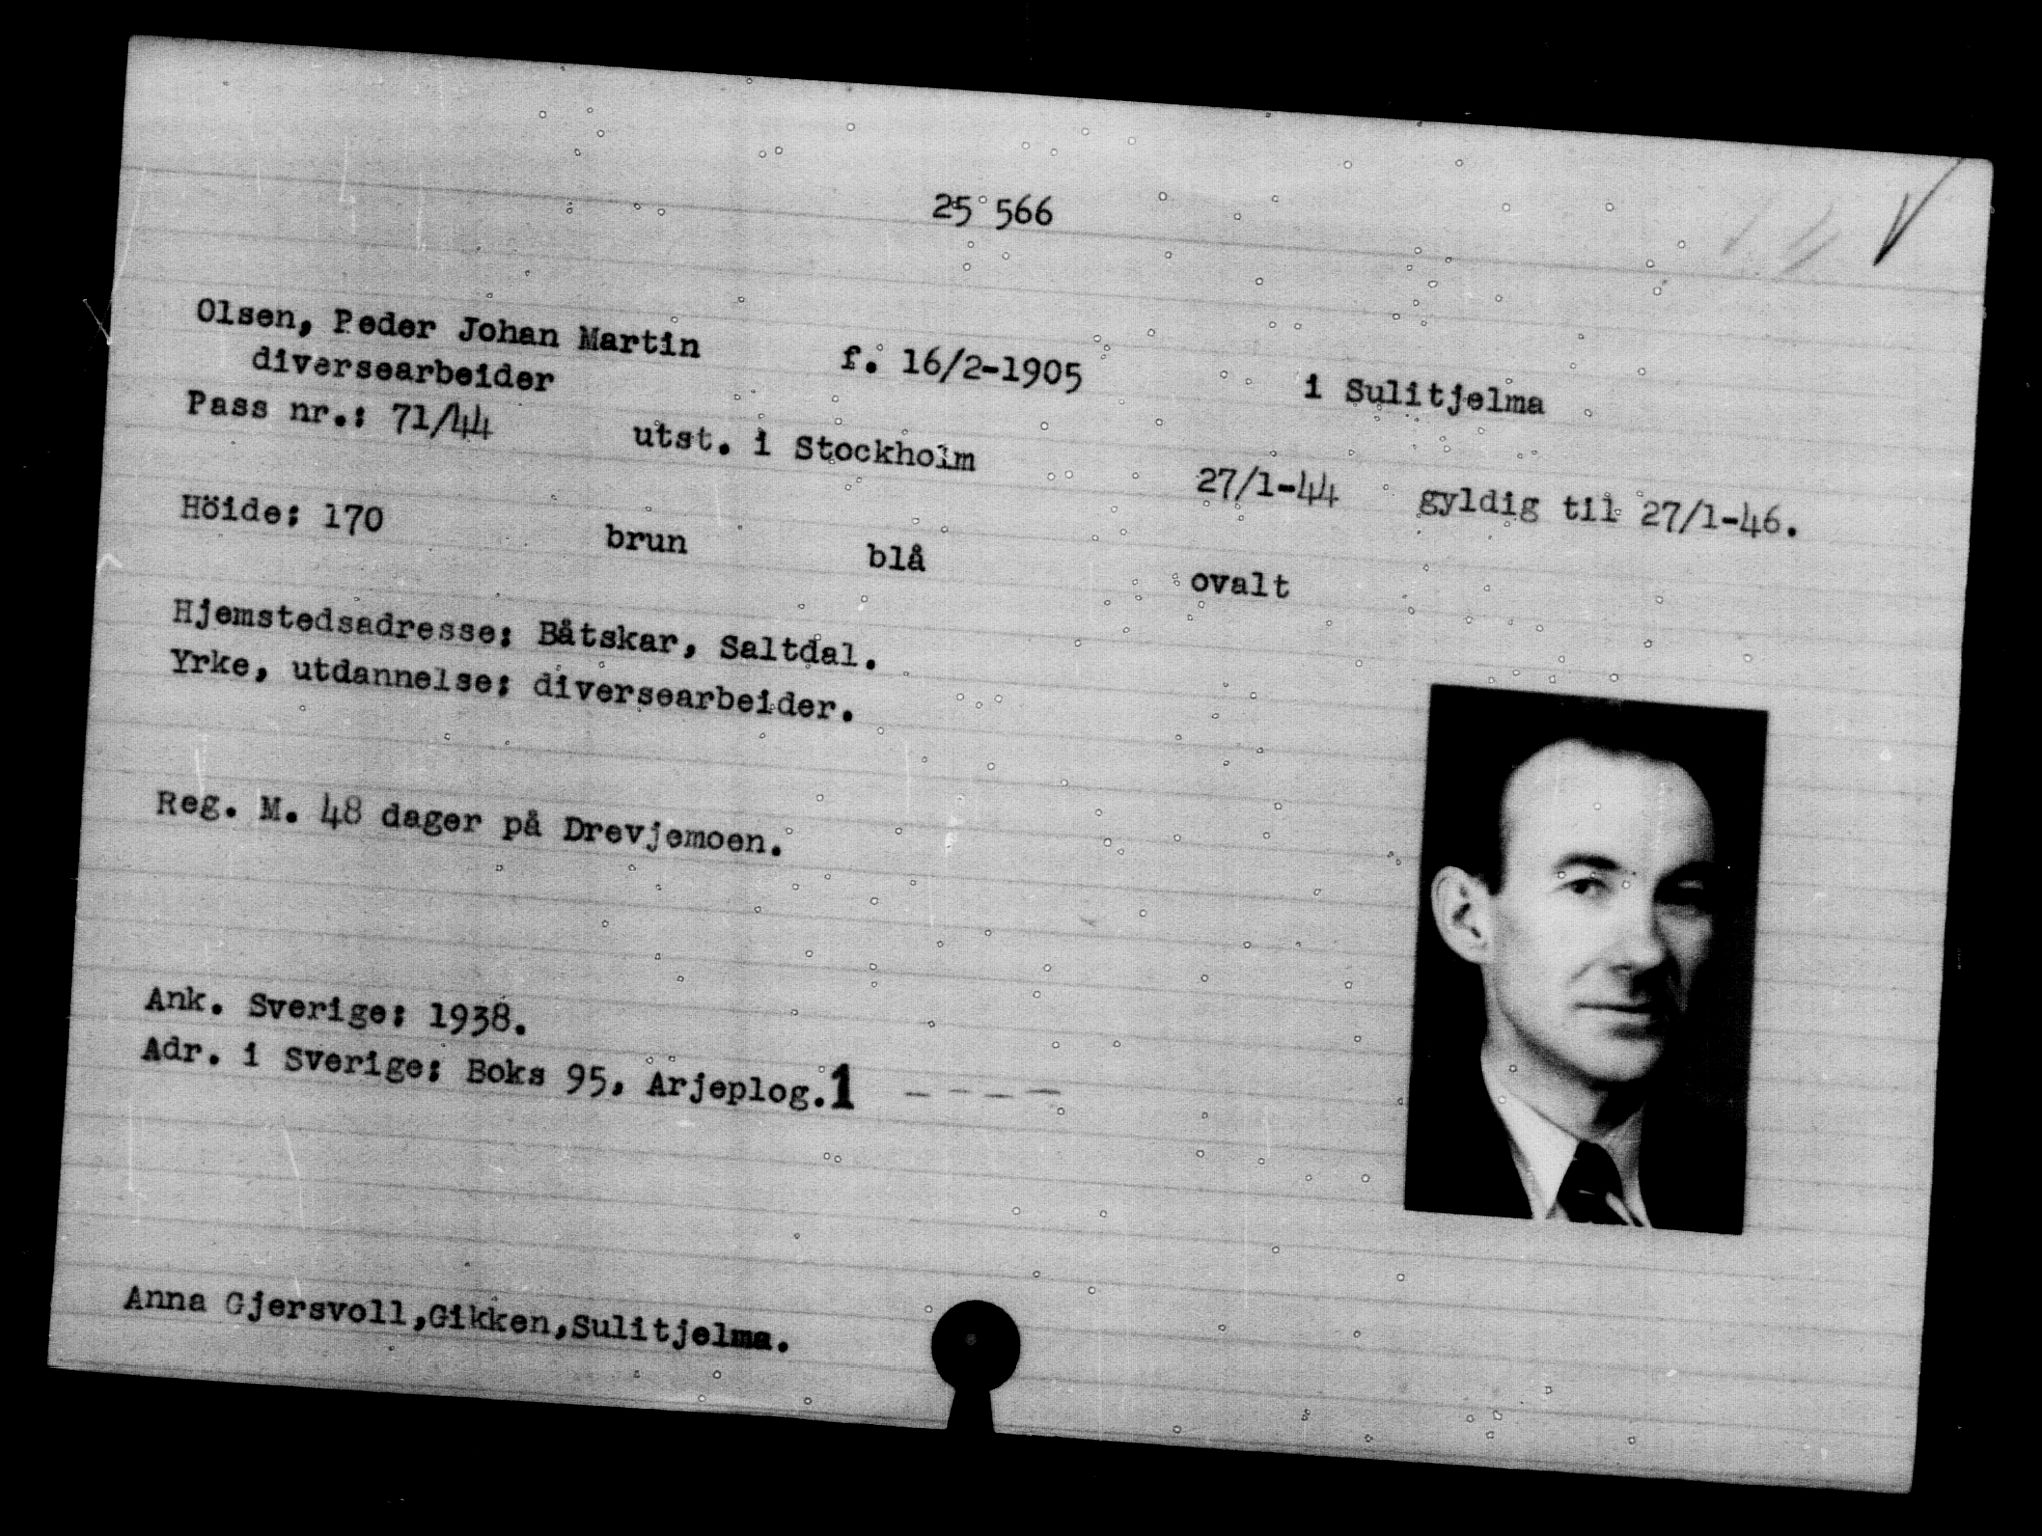 25 566
Olsen, Peder Johan Martin f. 16/2-1905 i Sulitjelma
diversearbeider
Pass nr.: 71/44 utst. i Stockholm 27/1-44 gyldig til 27/1-46.
Höide: 170 brun blå ovalt
Hjemstedsadresse: Båtskar, Saltdal.
Yrke, utdannelse: diversearbeider.
Reg. M. 48 dager på Drevjemoen.
Ank. Sverige: 1938.
Adr. i Sverige: Boks 95, Arjeplog.1 ----
Anna Gjersvoll,Gikken,Sulitjelma.